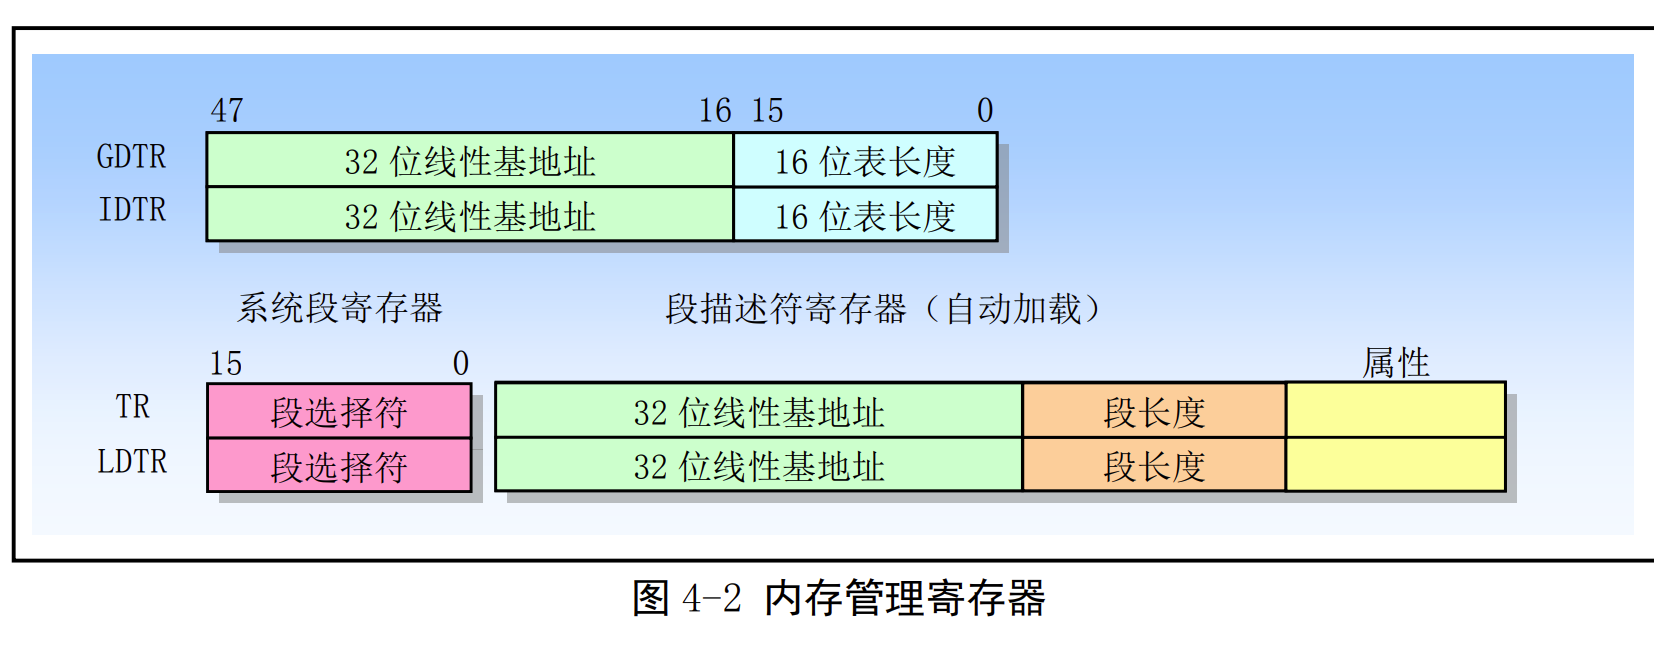 47 16 15 0
GDTR 32 位线性基地址 16 位表长度
IDTR 32 位线性基地址 16 位表长度
系统段寄存器 段描述符寄存器（自动加载）
15 0 属性
TR 段选择符 32 位线性基地址 段长度
LDTR 段选择符 32 位线性基地址 段长度
图 4-2 内存管理寄存器